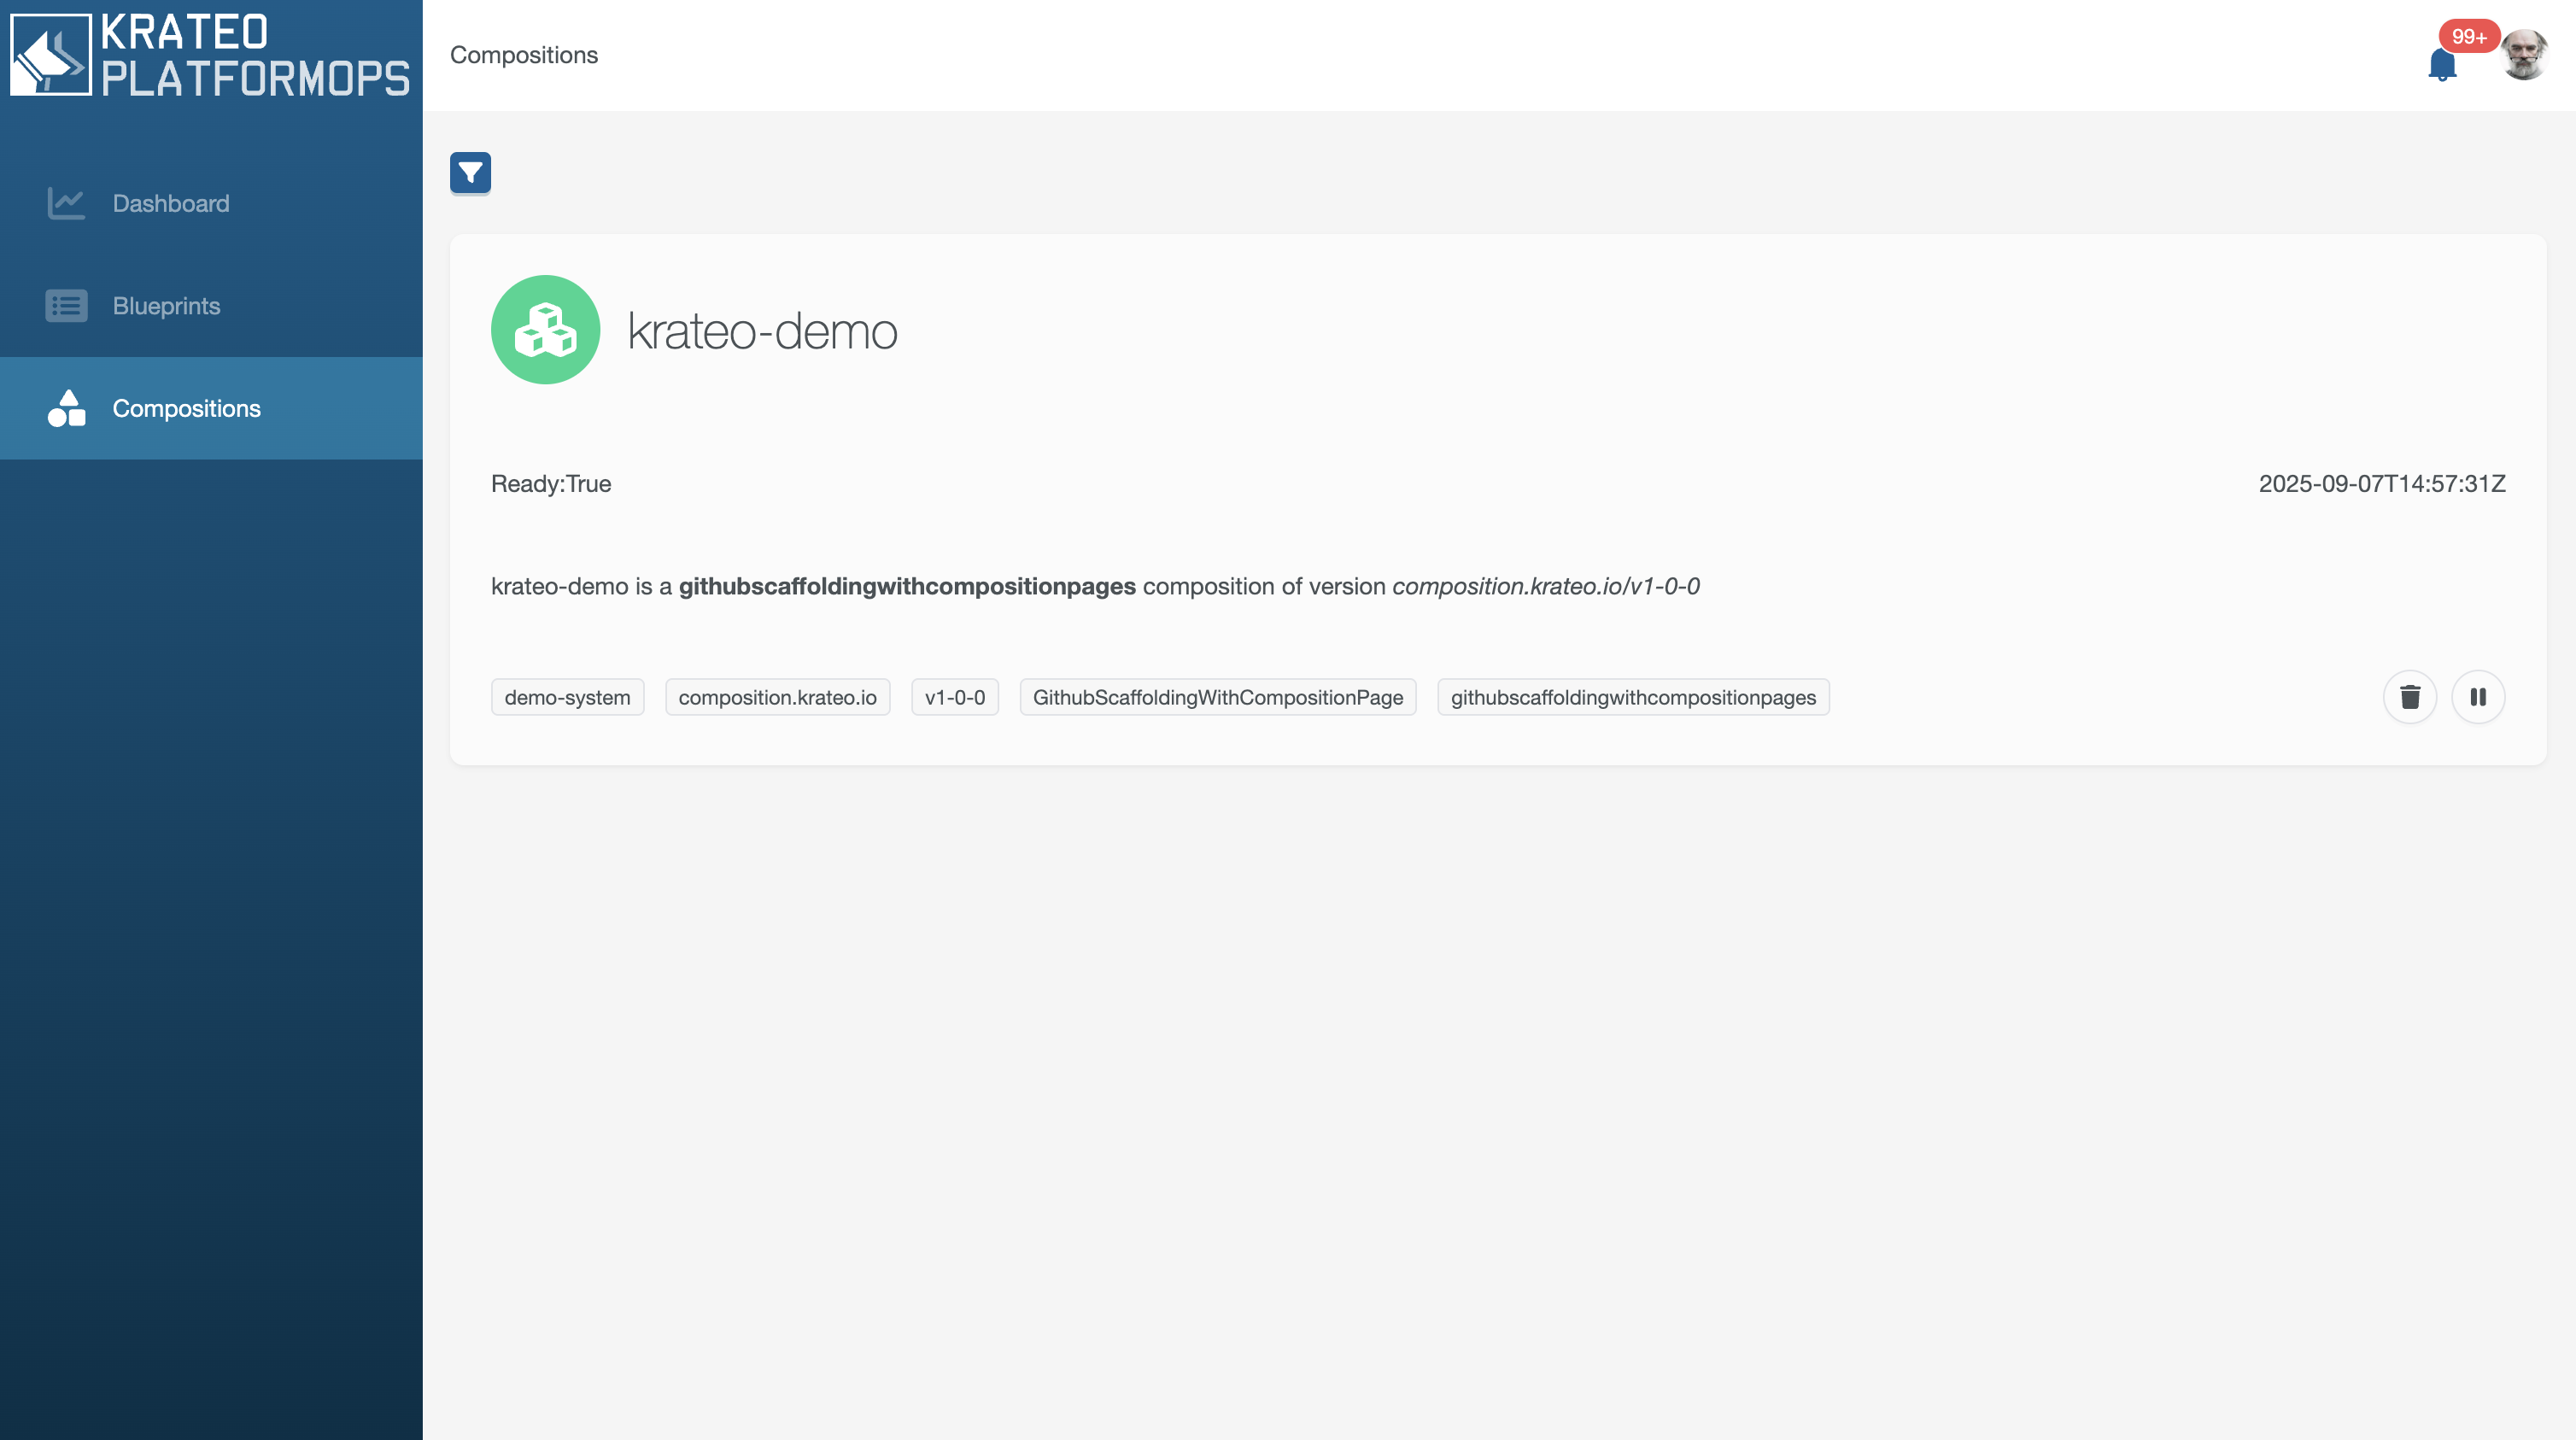 KRATEO
PLATFORMOPS
Compositions
99+
Dashboard
Blueprints
Compositions
krateo-demo
Ready:True
2025-09-07T14:57:31Z
krateo-demo is a githubscaffoldingwithcompositionpages composition of version composition.krateo.io/v1-0-0
demo-system composition.krateo.io v1-0-0 GithubScaffoldingWithCompositionPage githubscaffoldingwithcompositionpages